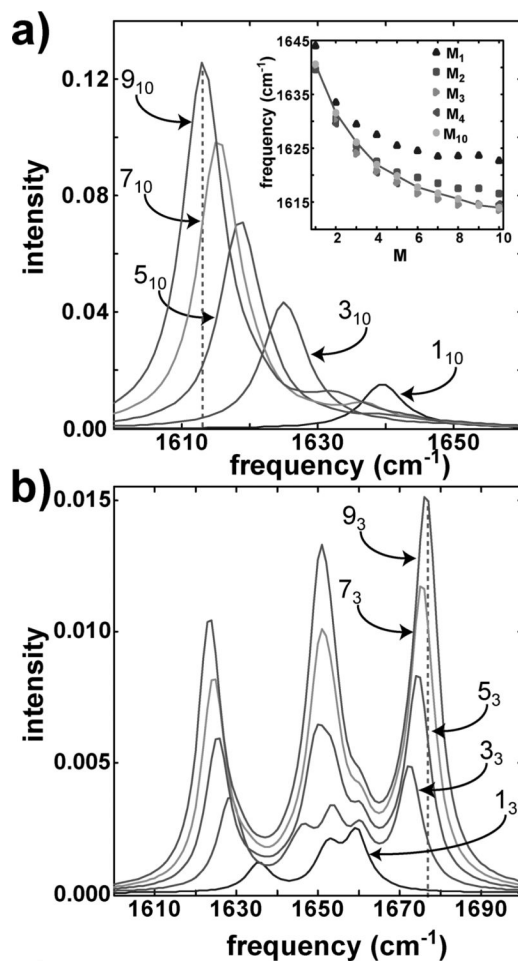 a)
0.12
0.08
0.04
0.00
intensity
9₁₀
7₁₀
5₁₀
3₁₀
1₁₀
1610 1630 1650
frequency (cm⁻¹)
1645
1635
1625
1615
frequency (cm⁻¹)
M₁
M₂
M₃
M₄
M₁₀
2 4 6 8 10
M
b)
0.015
0.010
0.005
0.000
intensity
9₃
7₃
5₃
3₃
1₃
1610 1630 1650 1670 1690
frequency (cm⁻¹)